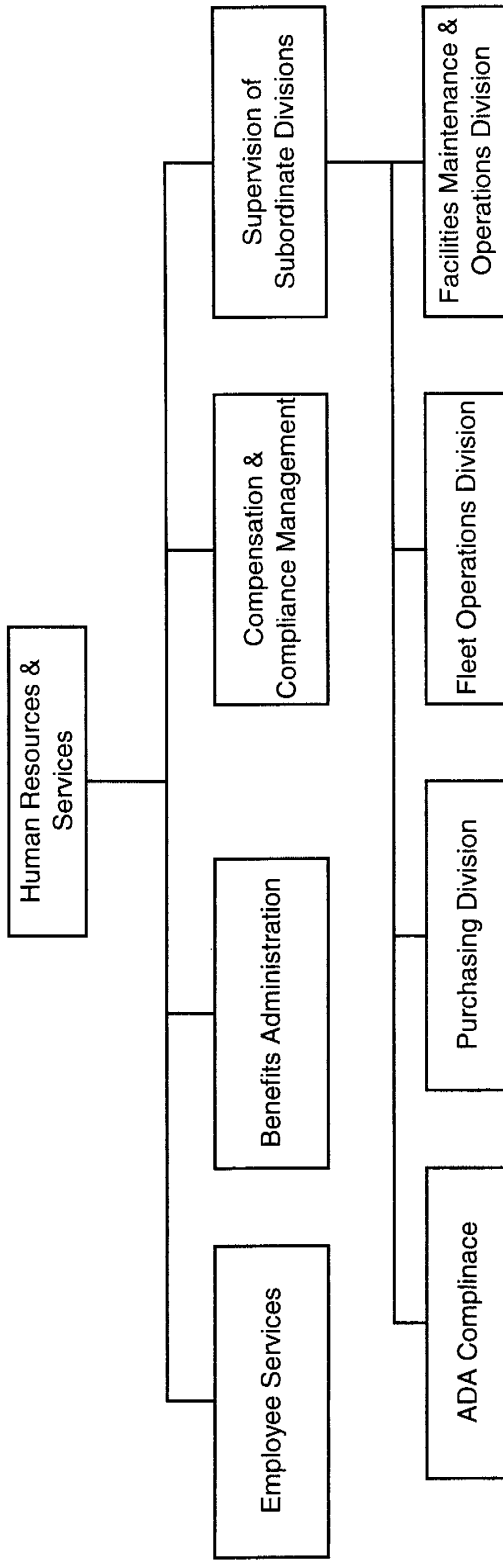 Human Resources &
Services
Employee Services
Benefits Administration
Compensation &
Compliance Management
Supervision of
Subordinate Divisions
ADA Complinace
Purchasing Division
Fleet Operations Division
Facilities Maintenance &
Operations Division